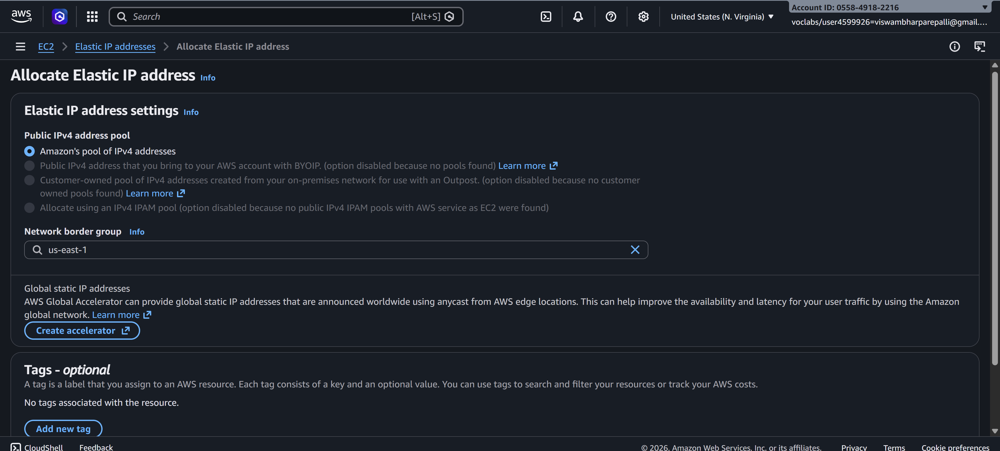 aws
Search [Alt+S]
United States (N. Virginia)
Account ID: 0558-4918-2216
voclabs/user4599926=viswambharparepalli@gmail....
EC2 Elastic IP addresses Allocate Elastic IP address
Allocate Elastic IP address Info
Elastic IP address settings Info
Public IPv4 address pool
Amazon's pool of IPv4 addresses
Public IPv4 address that you bring to your AWS account with BYOIP. (option disabled because no pools found) Learn more
Customer-owned pool of IPv4 addresses created from your on-premises network for use with an Outpost. (option disabled because no customer
owned pools found) Learn more
Allocate using an IPv4 IPAM pool (option disabled because no public IPv4 IPAM pools with AWS service as EC2 were found)
Network border group Info
us-east-1
Global static IP addresses
AWS Global Accelerator can provide global static IP addresses that are announced worldwide using anycast from AWS edge locations. This can help improve the availability and latency for your user traffic by using the Amazon
global network. Learn more
Create accelerator
Tags - optional
A tag is a label that you assign to an AWS resource. Each tag consists of a key and an optional value. You can use tags to search and filter your resources or track your AWS costs.
No tags associated with the resource.
Add new tag
CloudShell Feedback © 2026, Amazon Web Services, Inc. or its affiliates. Privacy Terms Cookie preferences